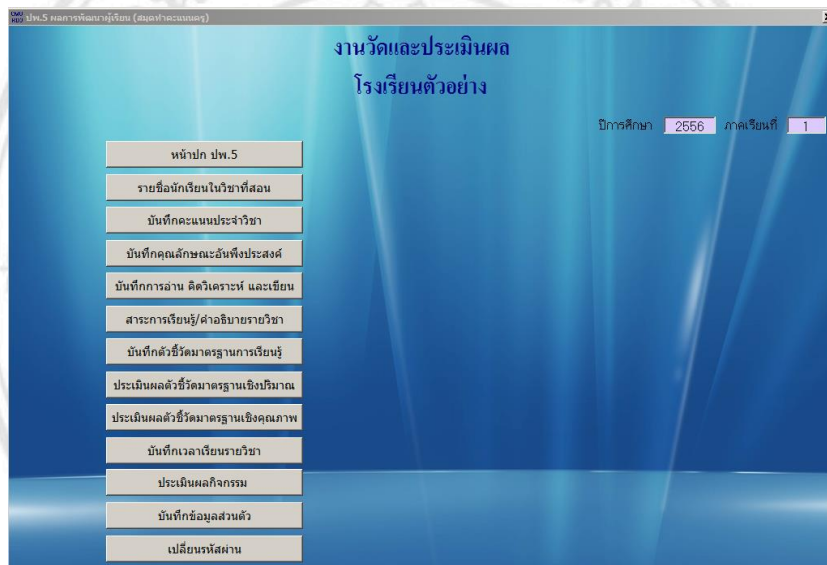 ปพ.5 ผลการพัฒนาผู้เรียน (สมุดทำคะแนนครู)
งานวัดและประเมินผล
โรงเรียนตัวอย่าง
ปีการศึกษา 2556 ภาคเรียนที่ 1
หน้าปก ปพ.5
รายชื่อนักเรียนในวิชาที่สอน
บันทึกคะแนนประจำวิชา
บันทึกคุณลักษณะอันพึงประสงค์
บันทึกการอ่าน คิดวิเคราะห์ และเขียน
สาระการเรียนรู้/คำอธิบายรายวิชา
บันทึกตัวชี้วัดมาตรฐานการเรียนรู้
ประเมินผลตัวชี้วัดมาตรฐานเชิงปริมาณ
ประเมินผลตัวชี้วัดมาตรฐานเชิงคุณภาพ
บันทึกเวลาเรียนรายวิชา
ประเมินผลกิจกรรม
บันทึกข้อมูลส่วนตัว
เปลี่ยนรหัสผ่าน